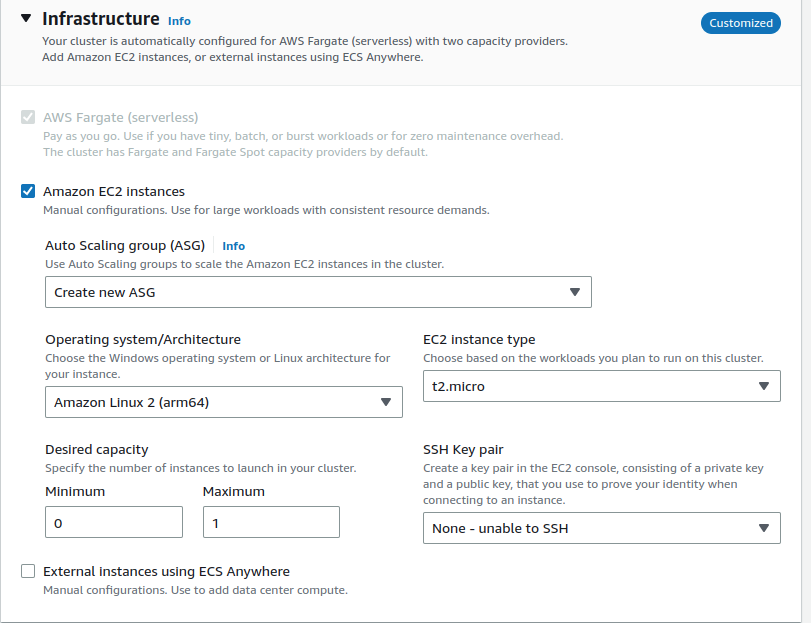 Infrastructure Info
Customized
Your cluster is automatically configured for AWS Fargate (serverless) with two capacity providers.
Add Amazon EC2 instances, or external instances using ECS Anywhere.
AWS Fargate (serverless)
Pay as you go. Use if you have tiny, batch, or burst workloads or for zero maintenance overhead.
The cluster has Fargate and Fargate Spot capacity providers by default.
Amazon EC2 instances
Manual configurations. Use for large workloads with consistent resource demands.
Auto Scaling group (ASG) Info
Use Auto Scaling groups to scale the Amazon EC2 instances in the cluster.
Create new ASG
Operating system/Architecture
Choose the Windows operating system or Linux architecture for
your instance.
Amazon Linux 2 (arm64)
EC2 instance type
Choose based on the workloads you plan to run on this cluster.
t2.micro
Desired capacity
Specify the number of instances to launch in your cluster.
Minimum Maximum
0 1
SSH Key pair
Create a key pair in the EC2 console, consisting of a private key
and a public key, that you use to prove your identity when
connecting to an instance.
None - unable to SSH
External instances using ECS Anywhere
Manual configurations. Use to add data center compute.